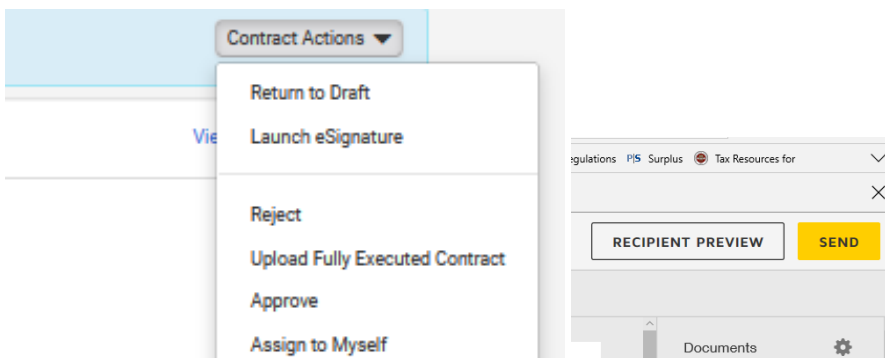 Contract Actions
Return to Draft
Vie
Launch eSignature
Reject
Upload Fully Executed Contract
Approve
Assign to Myself
egulations P|S Surplus Tax Resources for
RECIPIENT PREVIEW SEND
Documents